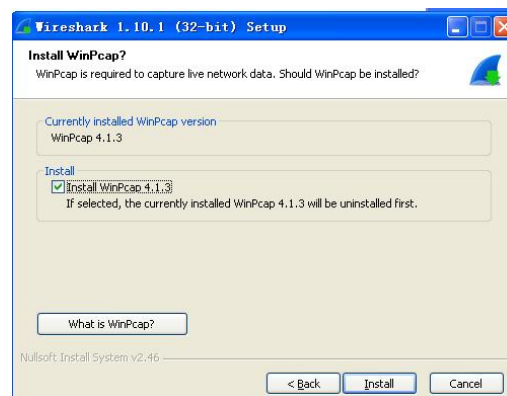 Wireshark 1.10.1 (32-bit) Setup
Install WinPcap?
WinPcap is required to capture live network data. Should WinPcap be installed?
Currently installed WinPcap version
WinPcap 4.1.3
Install
Install WinPcap 4.1.3
If selected, the currently installed WinPcap 4.1.3 will be uninstalled first.
What is WinPcap?
Nullsoft Install System v2.46
< Back Install Cancel